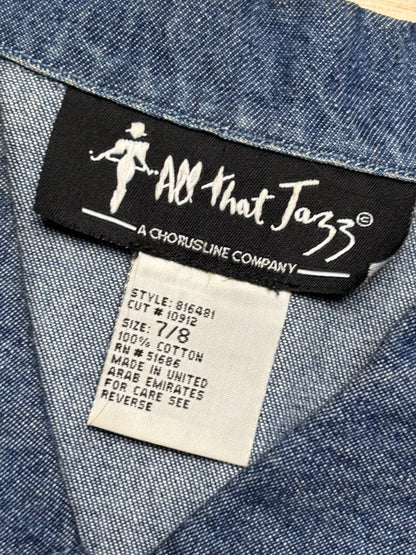 All That Jazz©
A CHORUSLINE COMPANY
STYLE: 816481
CUT # 10912
SIZE: 7/8
100% COTTON
RN# 51686
MADE IN UNITED
ARAB EMIRATES
FOR CARE SEE
REVERSE